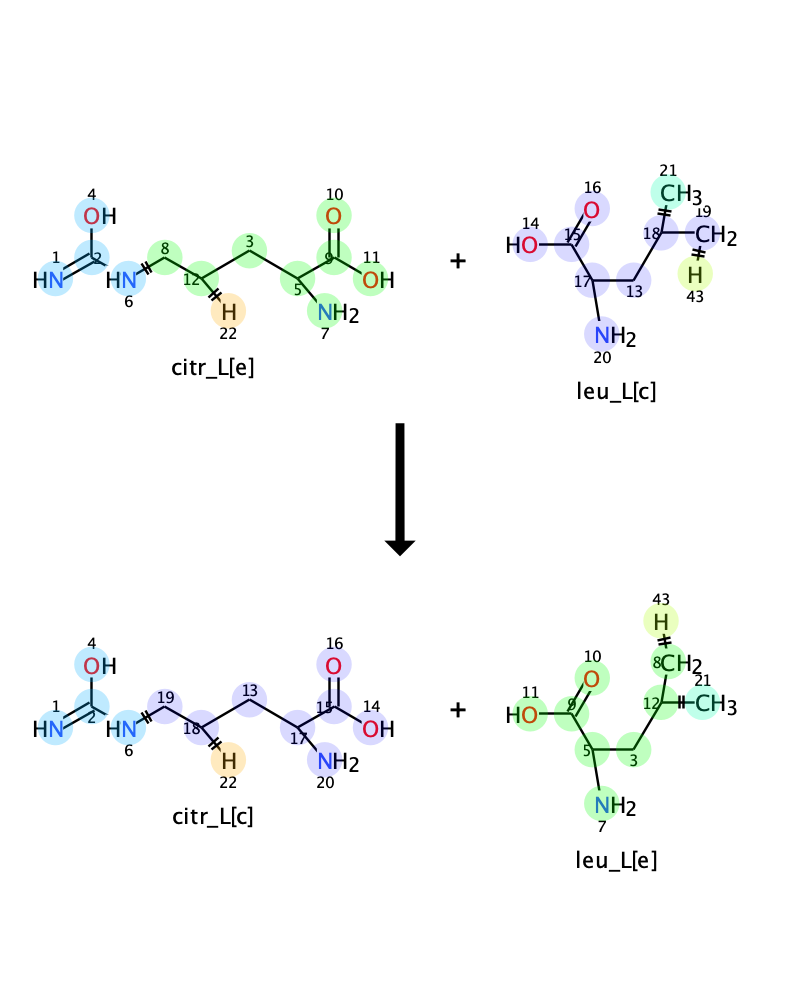 4
OH
1
2
HN
HN
6
8
12
H
22
3
5
10
O
9
11
OH
NH2
7
citr_L[e]
+
21
CH3
16
O
14
HO
15
18
19
CH2
H
43
17
13
NH2
20
leu_L[c]
4
OH
1
2
HN
HN
6
19
18
H
22
13
17
16
O
15
14
OH
NH2
20
citr_L[c]
+
43
H
8
CH2
10
O
11
HO
9
12
21
CH3
5
3
NH2
7
leu_L[e]